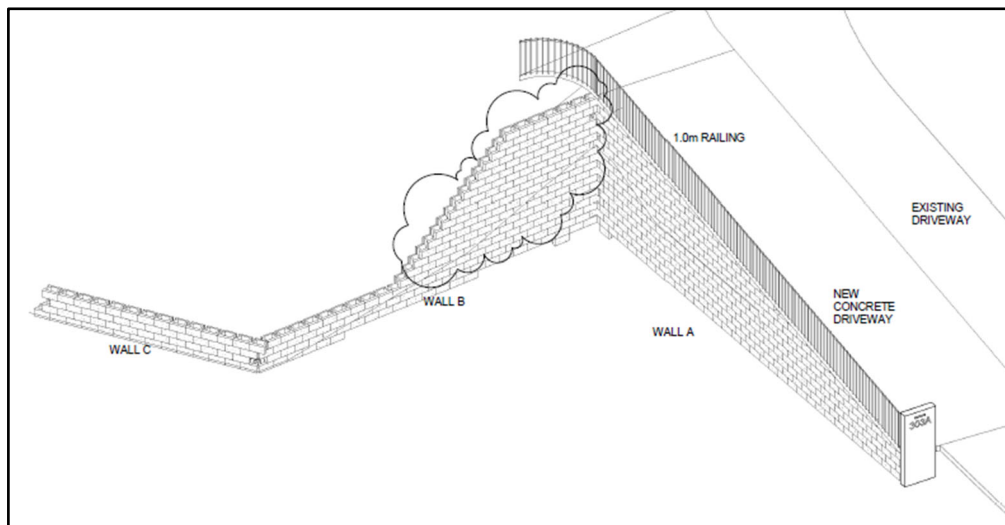 1.0m RAILING
EXISTING
DRIVEWAY
NEW
CONCRETE
DRIVEWAY
WALL B
WALL A
WALL C
303A